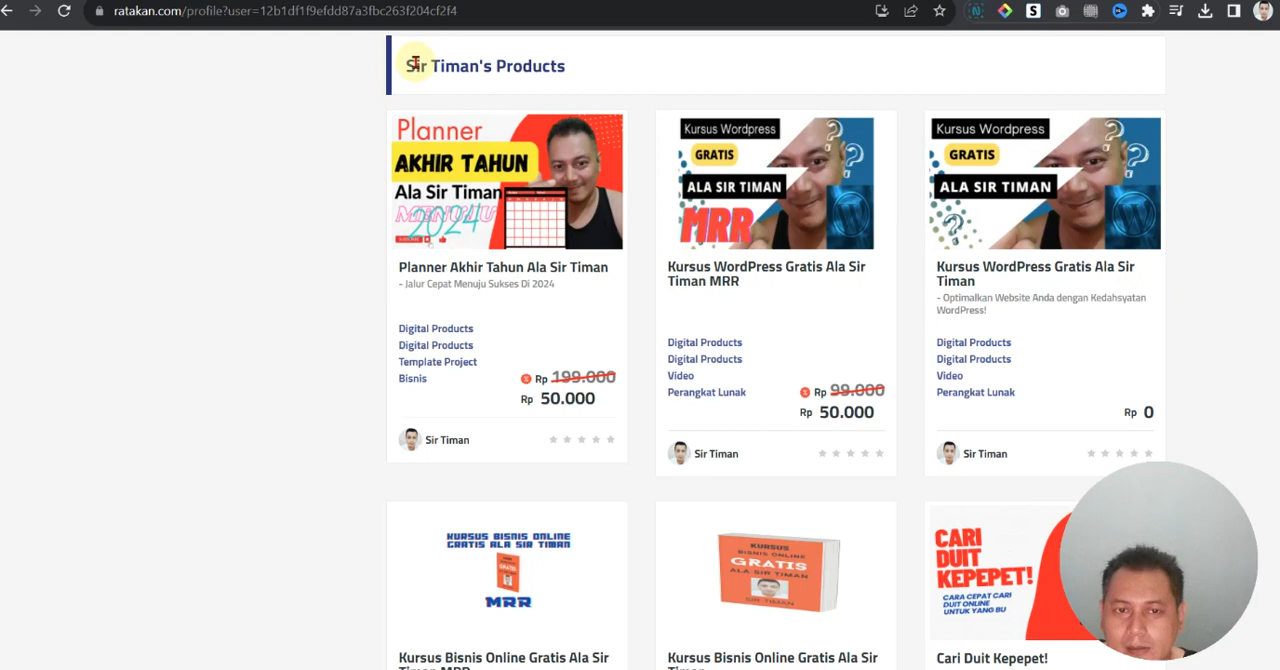 ratakan.com/profile?user=12b1df1f9efdd87a3fbc263f204cf2f4
Sir Timan's Products
Planner
AKHIR TAHUN
Ala Sir Timan
MENUJU
2024
Planner Akhir Tahun Ala Sir Timan
- Jalur Cepat Menuju Sukses Di 2024
Digital Products
Digital Products
Template Project
Bisnis
Rp 199.000
Rp 50.000
Sir Timan
Kursus Wordpress
GRATIS
ALA SIR TIMAN
MRR
Kursus WordPress Gratis Ala Sir
Timan MRR
Digital Products
Digital Products
Video
Perangkat Lunak
Rp 99.000
Rp 50.000
Sir Timan
Kursus Wordpress
GRATIS
ALA SIR TIMAN
Kursus WordPress Gratis Ala Sir
Timan
- Optimalkan Website Anda dengan Kedahsyatan
WordPress!
Digital Products
Digital Products
Video
Perangkat Lunak
Rp 0
Sir Timan
KURSUS BISNIS ONLINE
GRATIS ALA SIR TIMAN
MRR
Kursus Bisnis Online Gratis Ala Sir
Timan MRR
KURSUS
BISNIS ONLINE
GRATIS
ALA SIR TIMAN
SIR TIMAN
Kursus Bisnis Online Gratis Ala Sir
Timan
CARI
DUIT
KEPEPET!
CARA CEPAT CARI
DUIT ONLINE
UNTUK YANG BU
Cari Duit Kepepet!